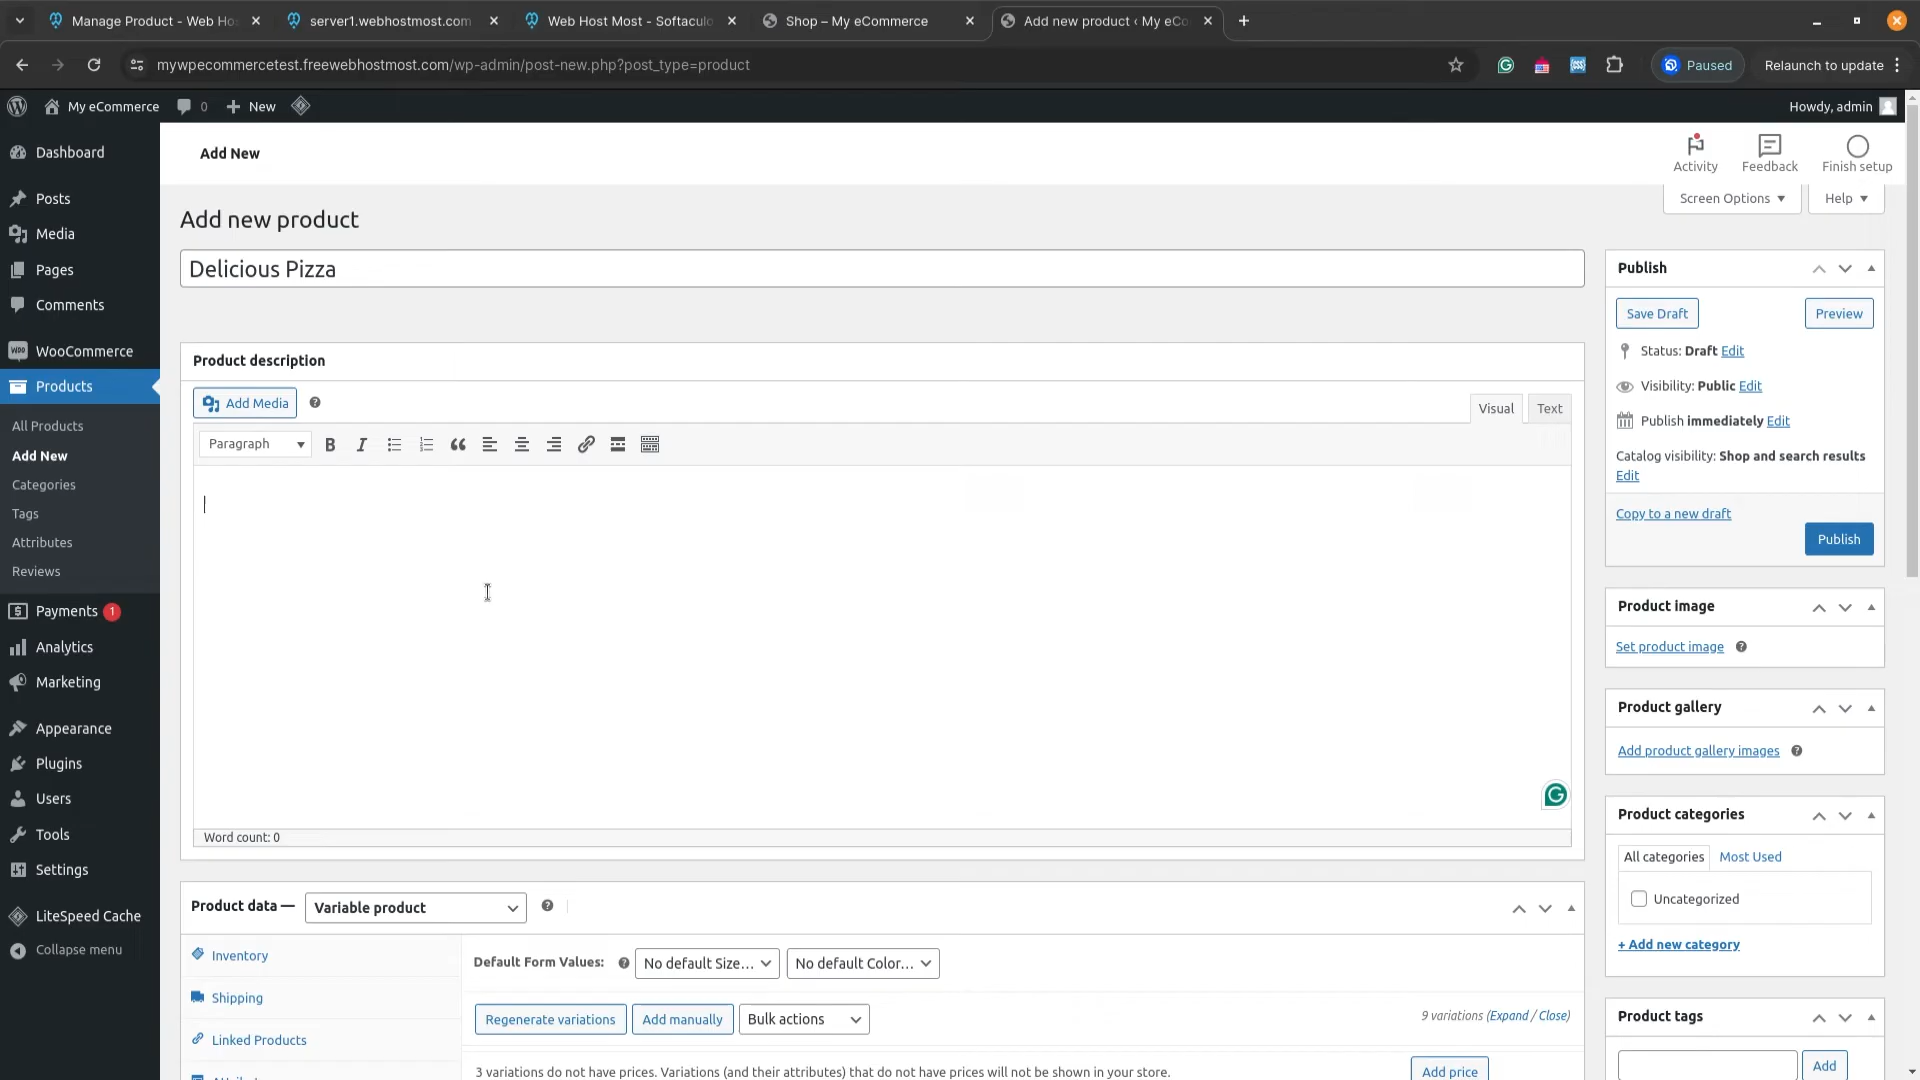 Manage Product - Web Hos
server1.webhostmost.com
Web Host Most - Softaculo
Shop – My eCommerce
Add new product ‹ My eCo
mywpecommercetest.freewebhostmost.com/wp-admin/post-new.php?post_type=product
Paused
Relaunch to update
My eCommerce
0
New
Howdy, admin
Dashboard
Posts
Media
Pages
Comments
WooCommerce
Products
All Products
Add New
Categories
Tags
Attributes
Reviews
Payments 1
Analytics
Marketing
Appearance
Plugins
Users
Tools
Settings
LiteSpeed Cache
Collapse menu
Add New
Activity
Feedback
Finish setup
Screen Options
Help
Add new product
Delicious Pizza
Product description
Add Media
Visual
Text
Paragraph
Word count: 0
Product data —
Variable product
Inventory
Shipping
Linked Products
Default Form Values:
No default Size...
No default Color...
Regenerate variations
Add manually
Bulk actions
9 variations (Expand / Close)
3 variations do not have prices. Variations (and their attributes) that do not have prices will not be shown in your store.
Add price
Publish
Save Draft
Preview
Status: Draft Edit
Visibility: Public Edit
Publish immediately Edit
Catalog visibility: Shop and search results
Edit
Copy to a new draft
Publish
Product image
Set product image
Product gallery
Add product gallery images
Product categories
All categories
Most Used
Uncategorized
+ Add new category
Product tags
Add